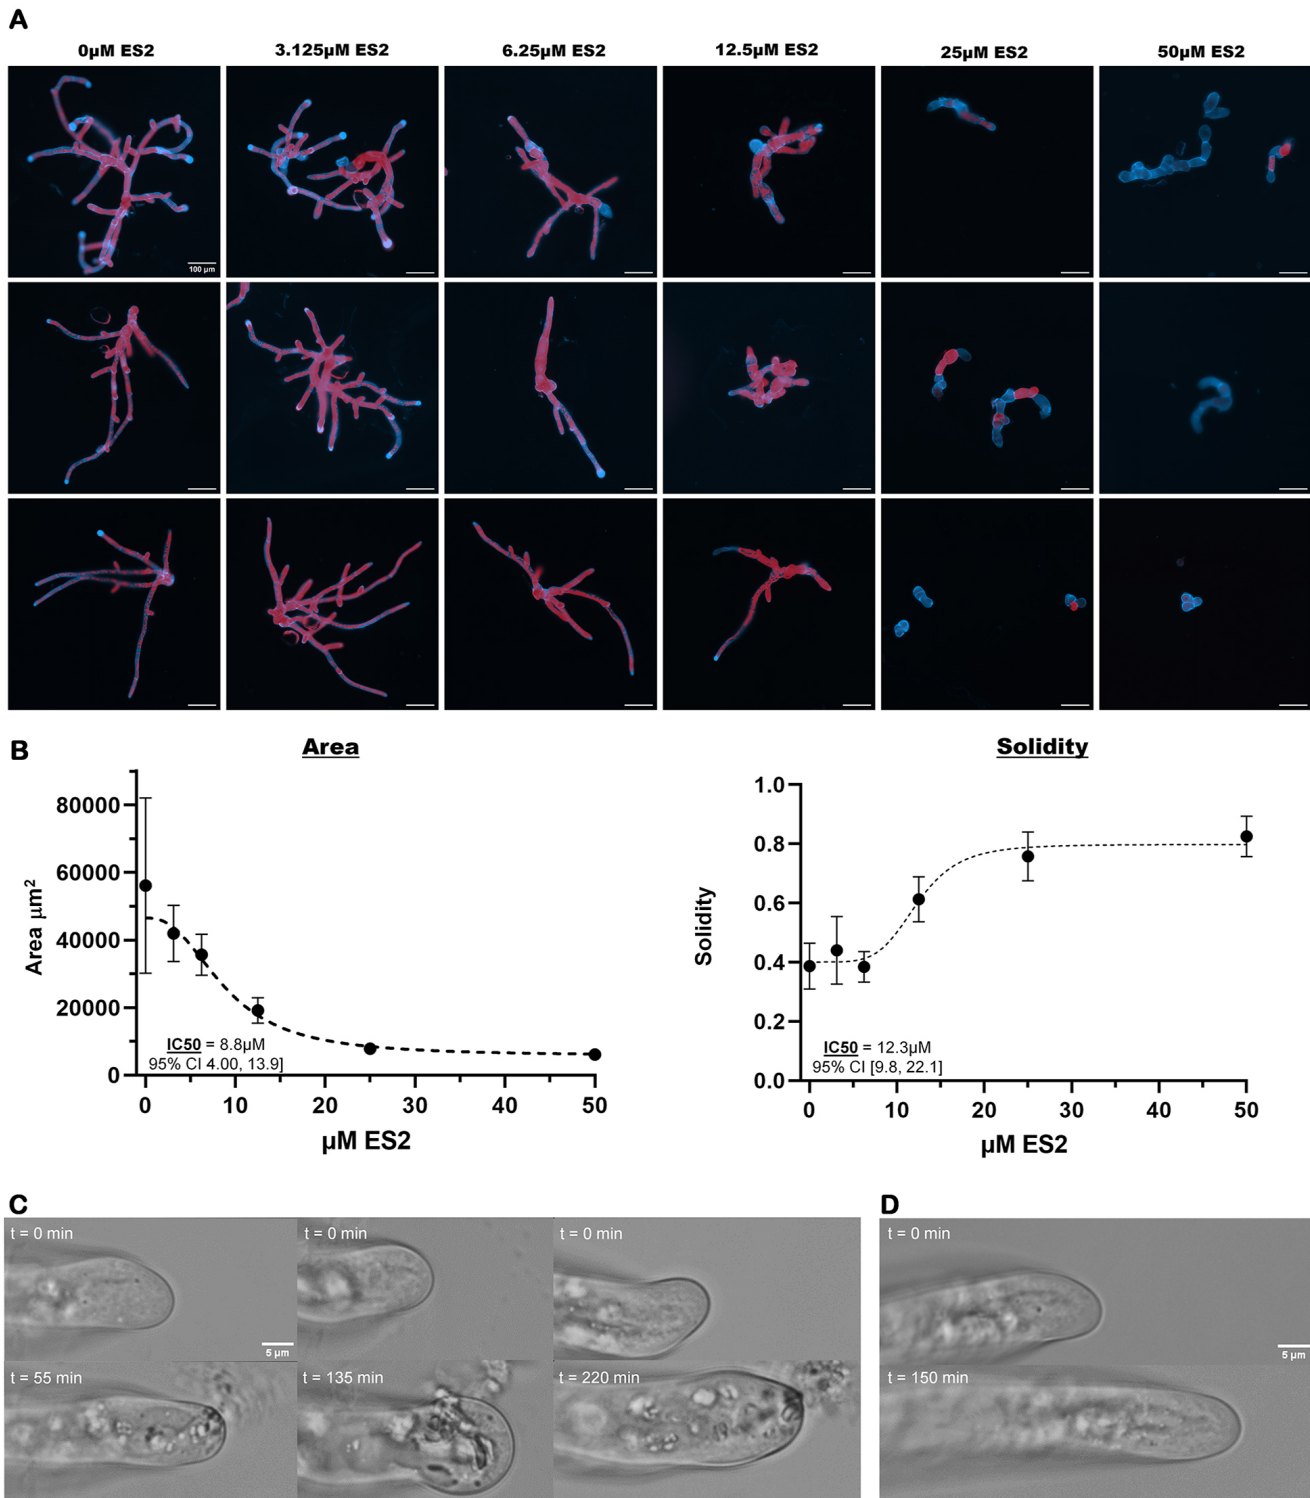 A
0µM ES2
3.125µM ES2
6.25µM ES2
12.5µM ES2
25µM ES2
50µM ES2
100 µm
B
Area
80000
60000
40000
20000
0
Area µm²
IC50 = 8.8µM
95% CI 4.00, 13.9]
0 10 20 30 40 50
µM ES2
Solidity
1.0
0.8
0.6
0.4
0.2
0.0
Solidity
IC50 = 12.3µM
95% CI [9.8, 22.1]
0 10 20 30 40 50
µM ES2
C
t = 0 min
t = 0 min
t = 0 min
5 µm
t = 55 min
t = 135 min
t = 220 min
D
t = 0 min
5 µm
t = 150 min